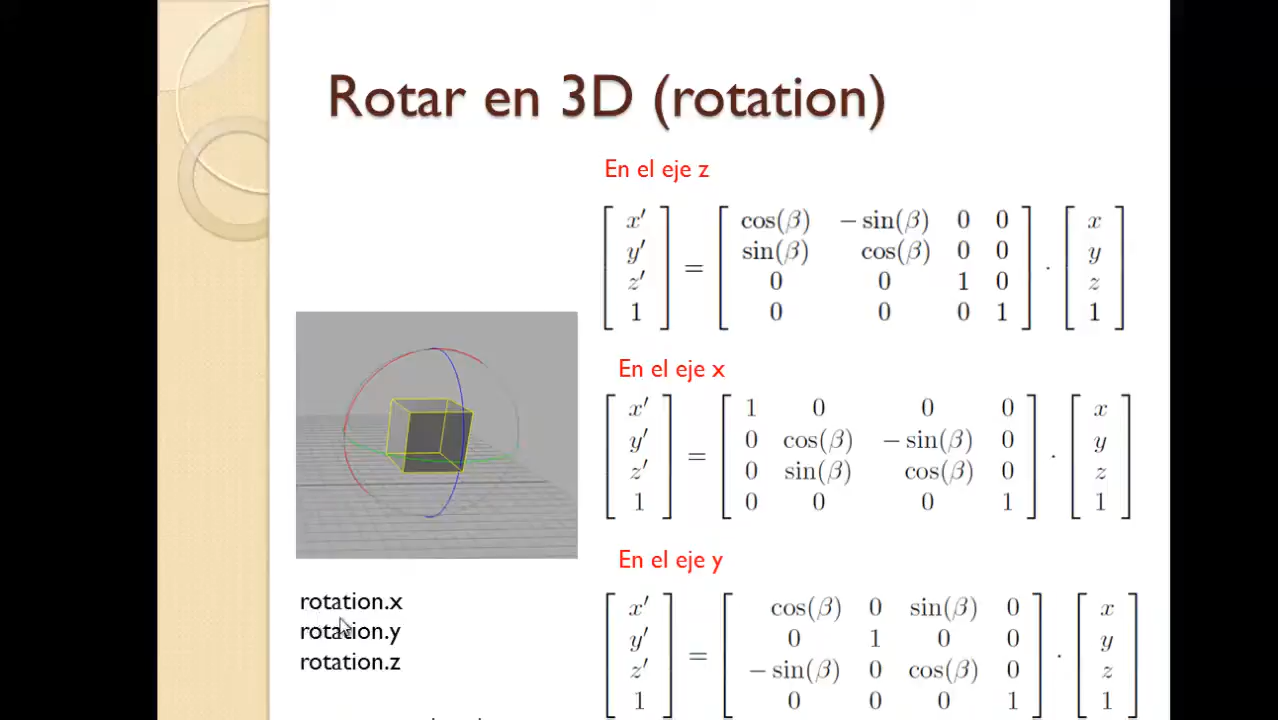 Rotar en 3D (rotation)
En el eje z
x′ cos(β) − sin(β) 0 0 x
y′ sin(β) cos(β) 0 0 y
z′ = 0 0 1 0 · z
1 0 0 0 1 1
En el eje x
x′ 1 0 0 0 x
y′ 0 cos(β) − sin(β) 0 y
z′ = 0 sin(β) cos(β) 0 · z
1 0 0 0 1 1
En el eje y
x′ cos(β) 0 sin(β) 0 x
y′ 0 1 0 0 y
z′ = − sin(β) 0 cos(β) 0 · z
1 0 0 0 1 1
rotation.x
rotation.y
rotation.z